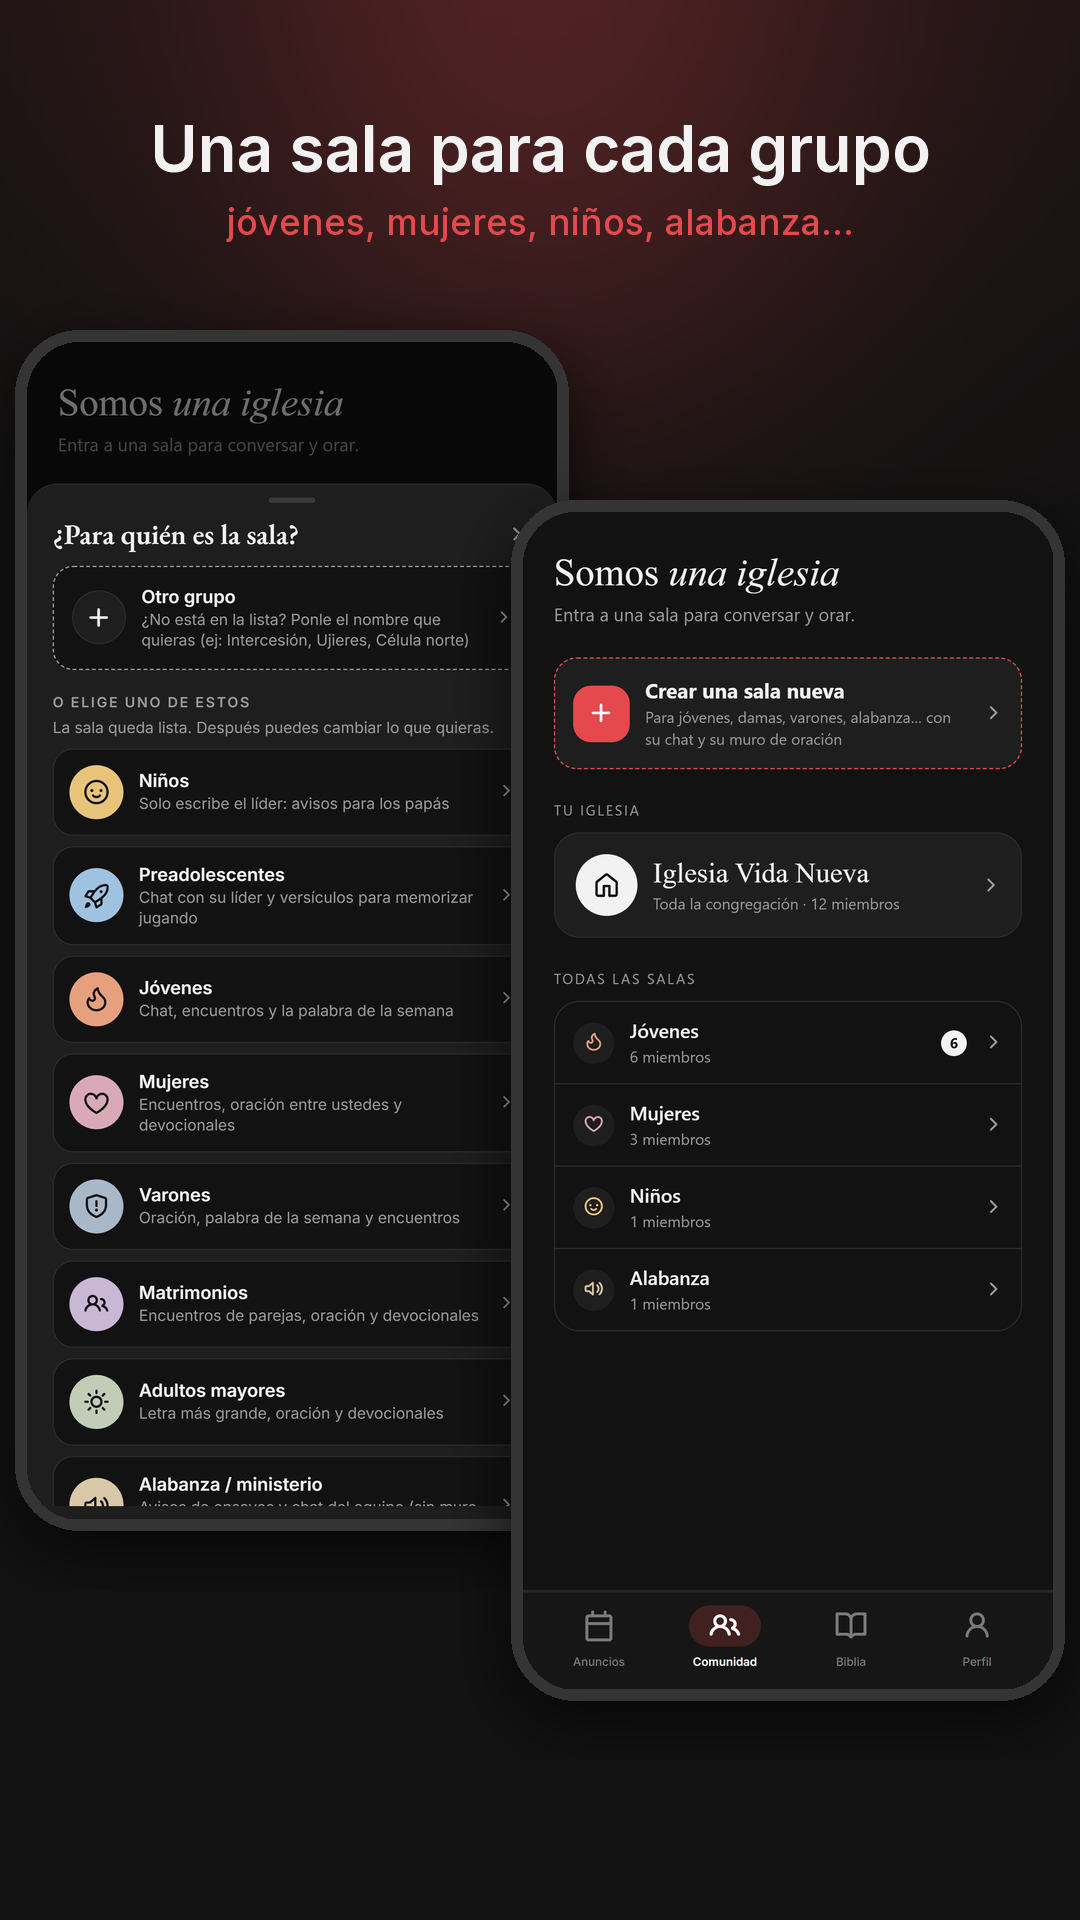 Una sala para cada grupo
jóvenes, mujeres, niños, alabanza...
Somos una iglesia
Entra a una sala para conversar y orar.
¿Para quién es la sala?
Otro grupo
¿No está en la lista? Ponle el nombre que
quieras (ej: Intercesión, Ujieres, Célula norte)
O ELIGE UNO DE ESTOS
La sala queda lista. Después puedes cambiar lo que quieras.
Niños
Solo escribe el líder: avisos para los papás
Preadolescentes
Chat con su líder y versículos para memorizar
jugando
Jóvenes
Chat, encuentros y la palabra de la semana
Mujeres
Encuentros, oración entre ustedes y
devocionales
Varones
Oración, palabra de la semana y encuentros
Matrimonios
Encuentros de parejas, oración y devocionales
Adultos mayores
Letra más grande, oración y devocionales
Alabanza / ministerio
Avisos de ensayos y chat del equipo (sin muro
Somos una iglesia
Entra a una sala para conversar y orar.
Crear una sala nueva
Para jóvenes, damas, varones, alabanza... con
su chat y su muro de oración
TU IGLESIA
Iglesia Vida Nueva
Toda la congregación · 12 miembros
TODAS LAS SALAS
Jóvenes
6 miembros
6
Mujeres
3 miembros
Niños
1 miembros
Alabanza
1 miembros
Anuncios
Comunidad
Biblia
Perfil